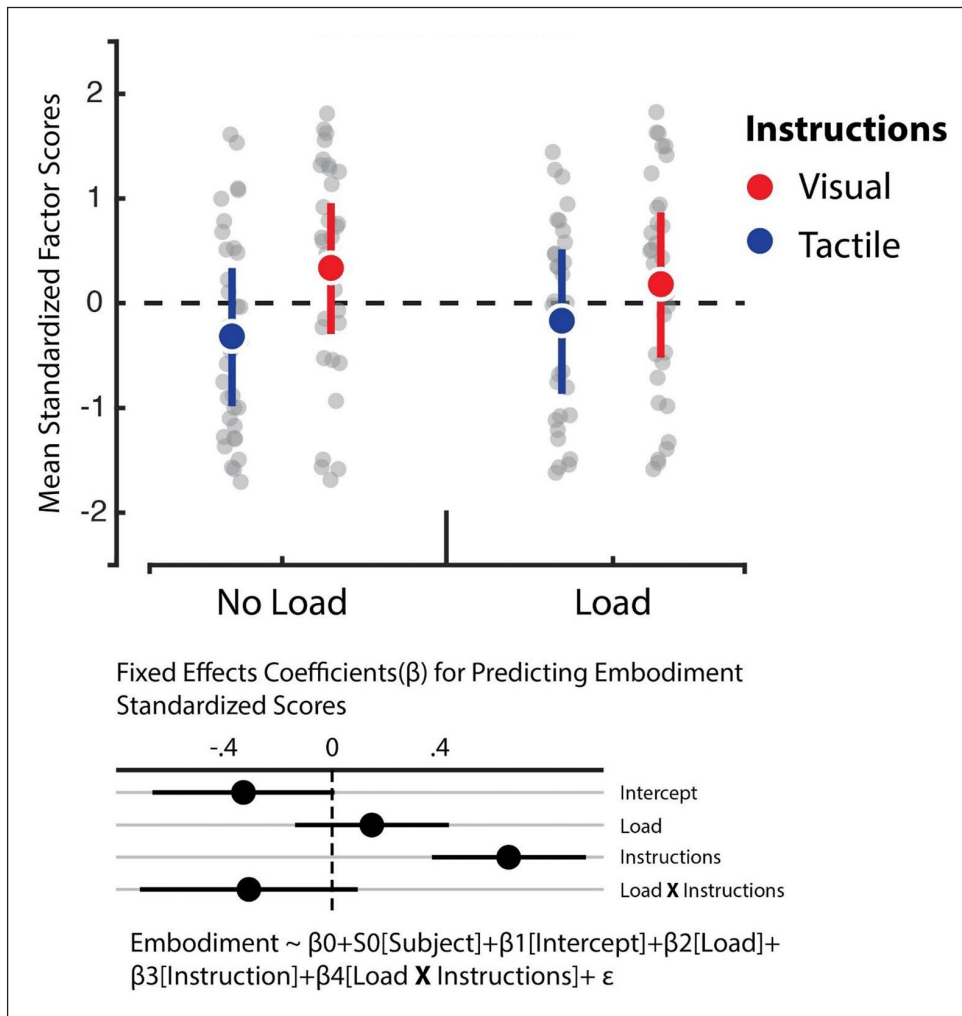 2
1
0
-1
-2
Mean Standardized Factor Scores
Instructions
Visual
Tactile
No Load
Load
Fixed Effects Coefficients(β) for Predicting Embodiment
Standardized Scores
-.4 0 .4
Intercept
Load
Instructions
Load X Instructions
Embodiment ~ β0+S0[Subject]+β1[Intercept]+β2[Load]+
β3[Instruction]+β4[Load X Instructions]+ ε